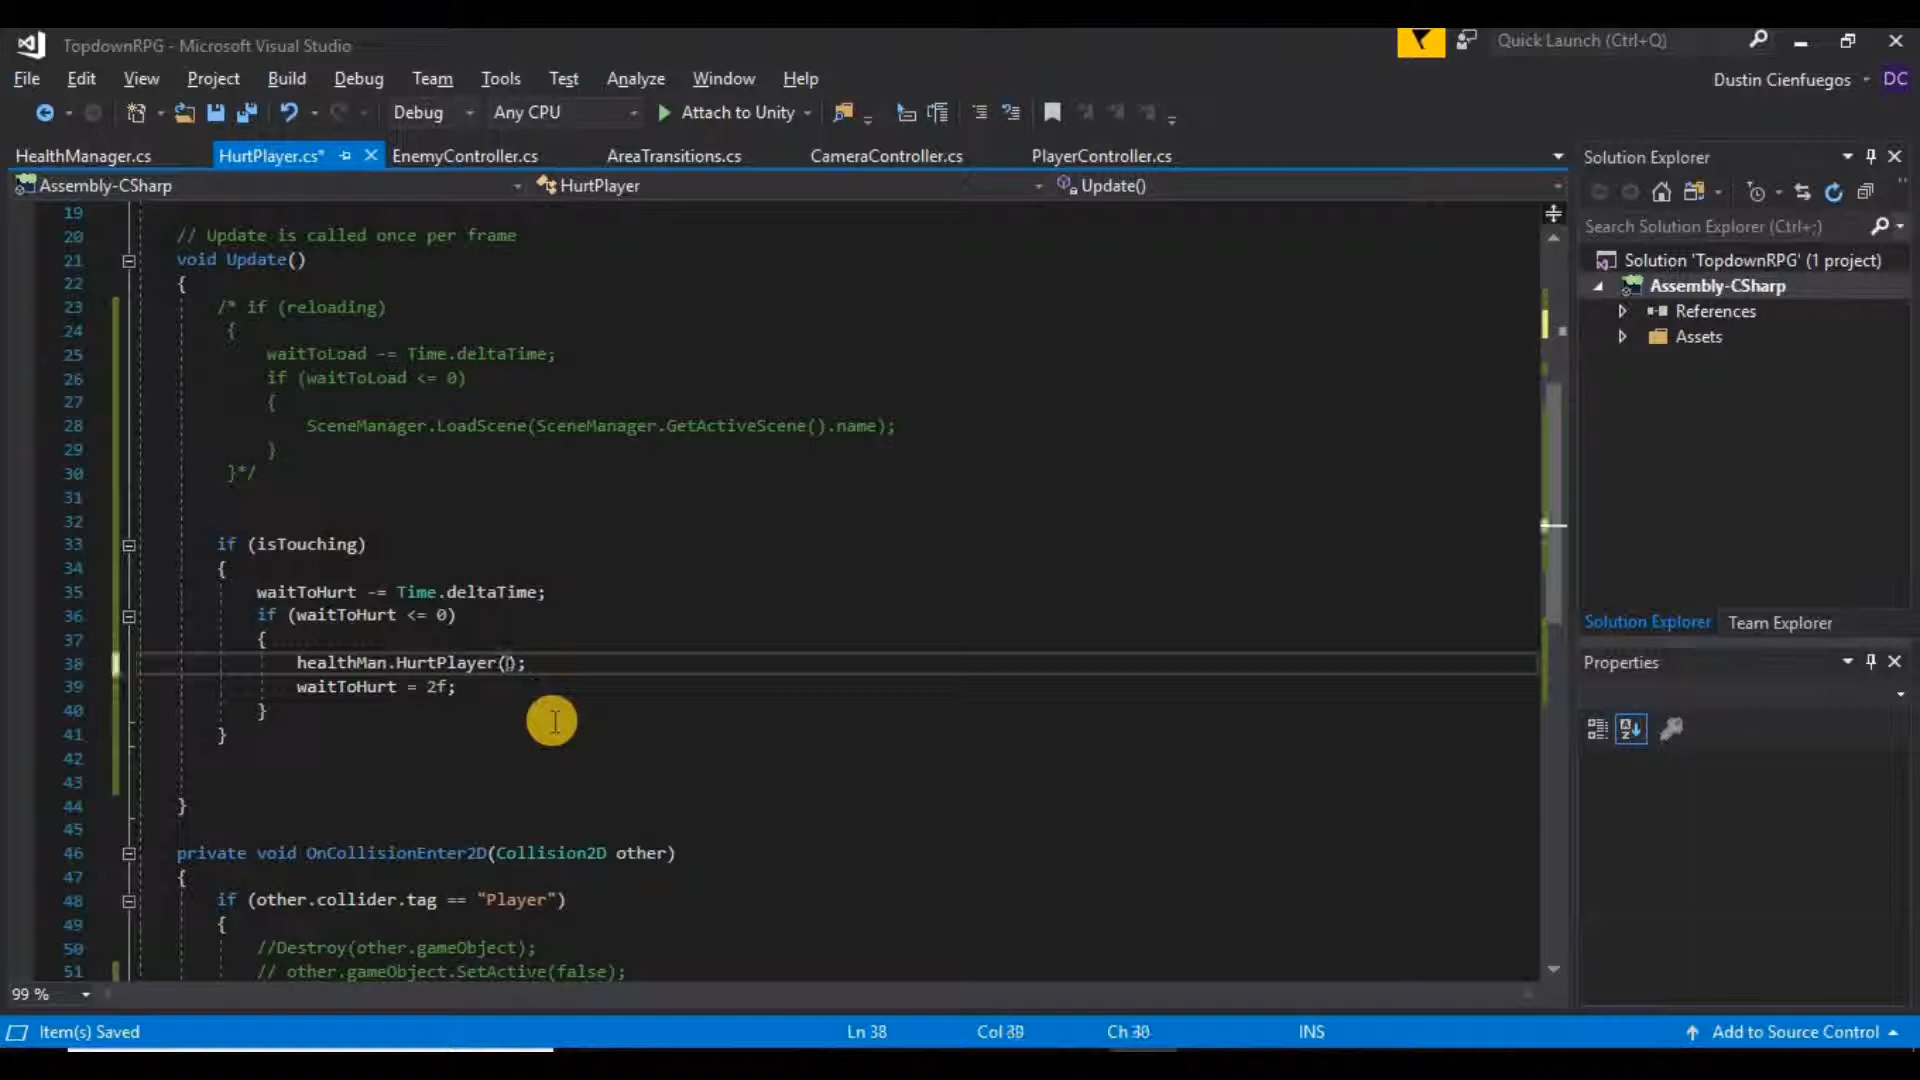 TopdownRPG - Microsoft Visual Studio
Quick Launch (Ctrl+Q)
File Edit View Project Build Debug Team Tools Test Analyze Window Help
Dustin Cienfuegos DC
Debug Any CPU Attach to Unity
HealthManager.cs HurtPlayer.cs* EnemyController.cs AreaTransitions.cs CameraController.cs PlayerController.cs
Assembly-CSharp HurtPlayer Update()
19
20 // Update is called once per frame
21 void Update()
22 {
23 /* if (reloading)
24 {
25 waitToLoad -= Time.deltaTime;
26 if (waitToLoad <= 0)
27 {
28 SceneManager.LoadScene(SceneManager.GetActiveScene().name);
29 }
30 }*/
31
32
33 if (isTouching)
34 {
35 waitToHurt -= Time.deltaTime;
36 if (waitToHurt <= 0)
37 {
38 healthMan.HurtPlayer();
39 waitToHurt = 2f;
40 }
41 }
42
43
44 }
45
46 private void OnCollisionEnter2D(Collision2D other)
47 {
48 if (other.collider.tag == "Player")
49 {
50 //Destroy(other.gameObject);
51 // other.gameObject.SetActive(false);
99 %
Solution Explorer
Search Solution Explorer (Ctrl+;)
Solution 'TopdownRPG' (1 project)
Assembly-CSharp
References
Assets
Solution Explorer Team Explorer
Properties
Item(s) Saved Ln 38 Col Ch INS Add to Source Control